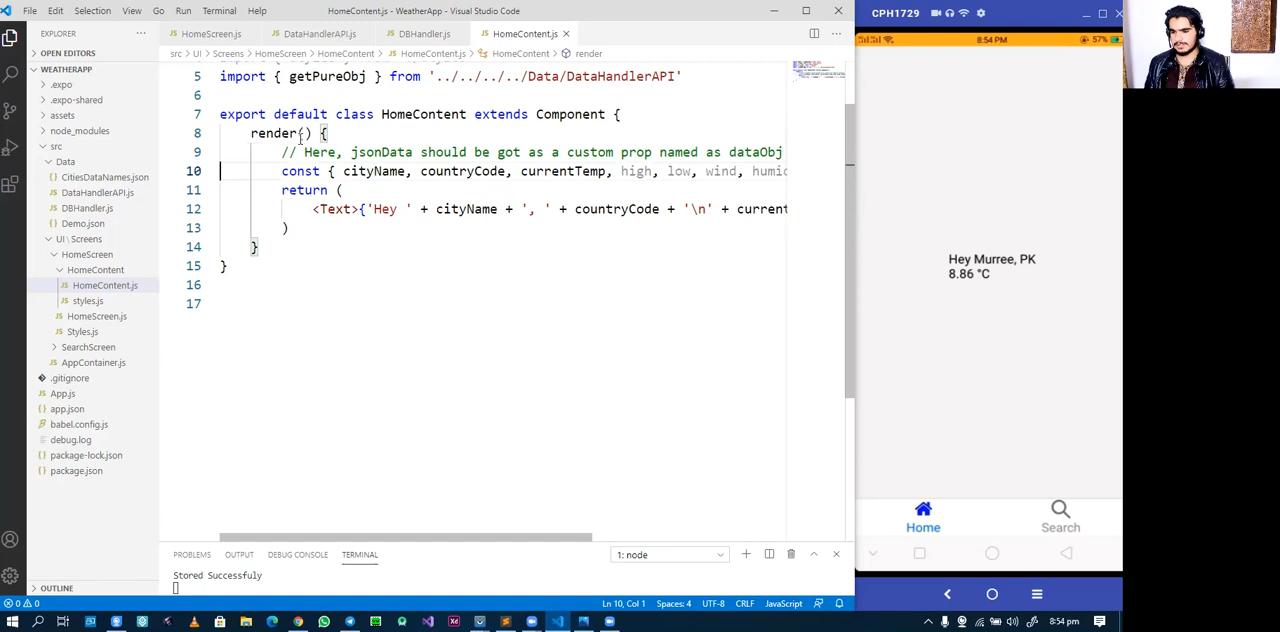 File Edit Selection View Go Run Terminal Help HomeContent.js - WeatherApp - Visual Studio Code
CPH1729
EXPLORER
HomeScreen.js DataHandlerAPI.js DBHandler.js HomeContent.js
8:54 PM 57%
OPEN EDITORS
src > UI > Screens > HomeScreen > HomeContent > HomeContent.js > HomeContent > render
WEATHERAPP
.expo
.expo-shared
assets
node_modules
src
Data
CitiesDataNames.json
DataHandlerAPI.js
DBHandler.js
Demo.json
UI \ Screens
HomeScreen
HomeContent
HomeContent.js
styles.js
HomeScreen.js
Styles.js
SearchScreen
AppContainer.js
.gitignore
App.js
app.json
babel.config.js
debug.log
package-lock.json
package.json
OUTLINE
5 import { getPureObj } from '../../../../Data/DataHandlerAPI'
6
7 export default class HomeContent extends Component {
8 render() {
9 // Here, jsonData should be got as a custom prop named as dataObj
10 const { cityName, countryCode, currentTemp, high, low, wind, humid
11 return (
12 <Text>{'Hey ' + cityName + ', ' + countryCode + '\n' + current
13 )
14 }
15 }
16
17
PROBLEMS OUTPUT DEBUG CONSOLE TERMINAL 1: node
Stored Successfuly
0 0 Ln 10, Col 1 Spaces: 4 UTF-8 CRLF JavaScript
Hey Murree, PK
8.86 °C
Home Search
8:54 pm